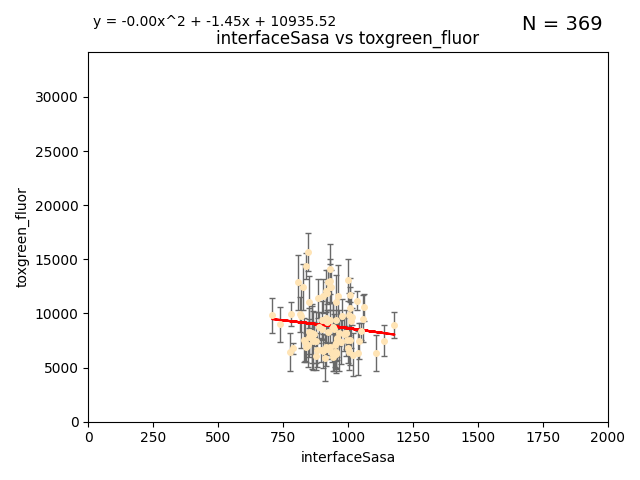 y = -0.00x^2 + -1.45x + 10935.52
N = 369
interfaceSasa vs toxgreen_fluor
30000
25000
20000
15000
10000
5000
0
toxgreen_fluor
0 250 500 750 1000 1250 1500 1750 2000
interfaceSasa